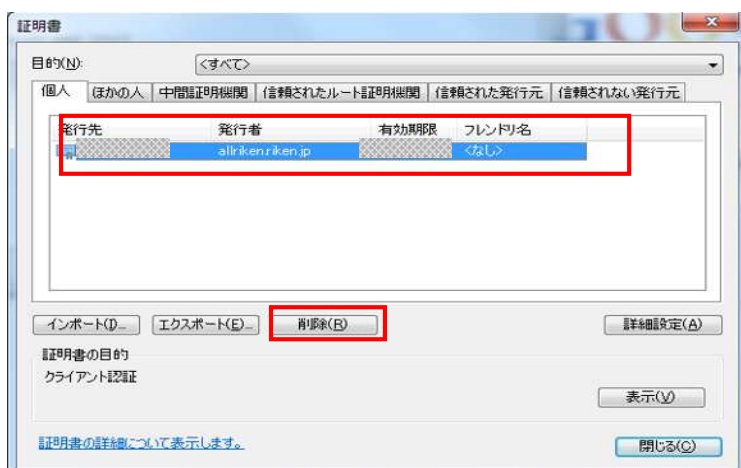 証明書
目的(N): <すべて>
個人 ほかの人 中間証明機関 信頼されたルート証明機関 信頼された発行元 信頼されない発行元
発行先 発行者 有効期限 フレンドリ名
allriken.riken.jp <なし>
インポート(I)... エクスポート(E)... 削除(R) 詳細設定(A)
証明書の目的
クライアント認証
表示(V)
証明書の詳細について表示します。
閉じる(C)